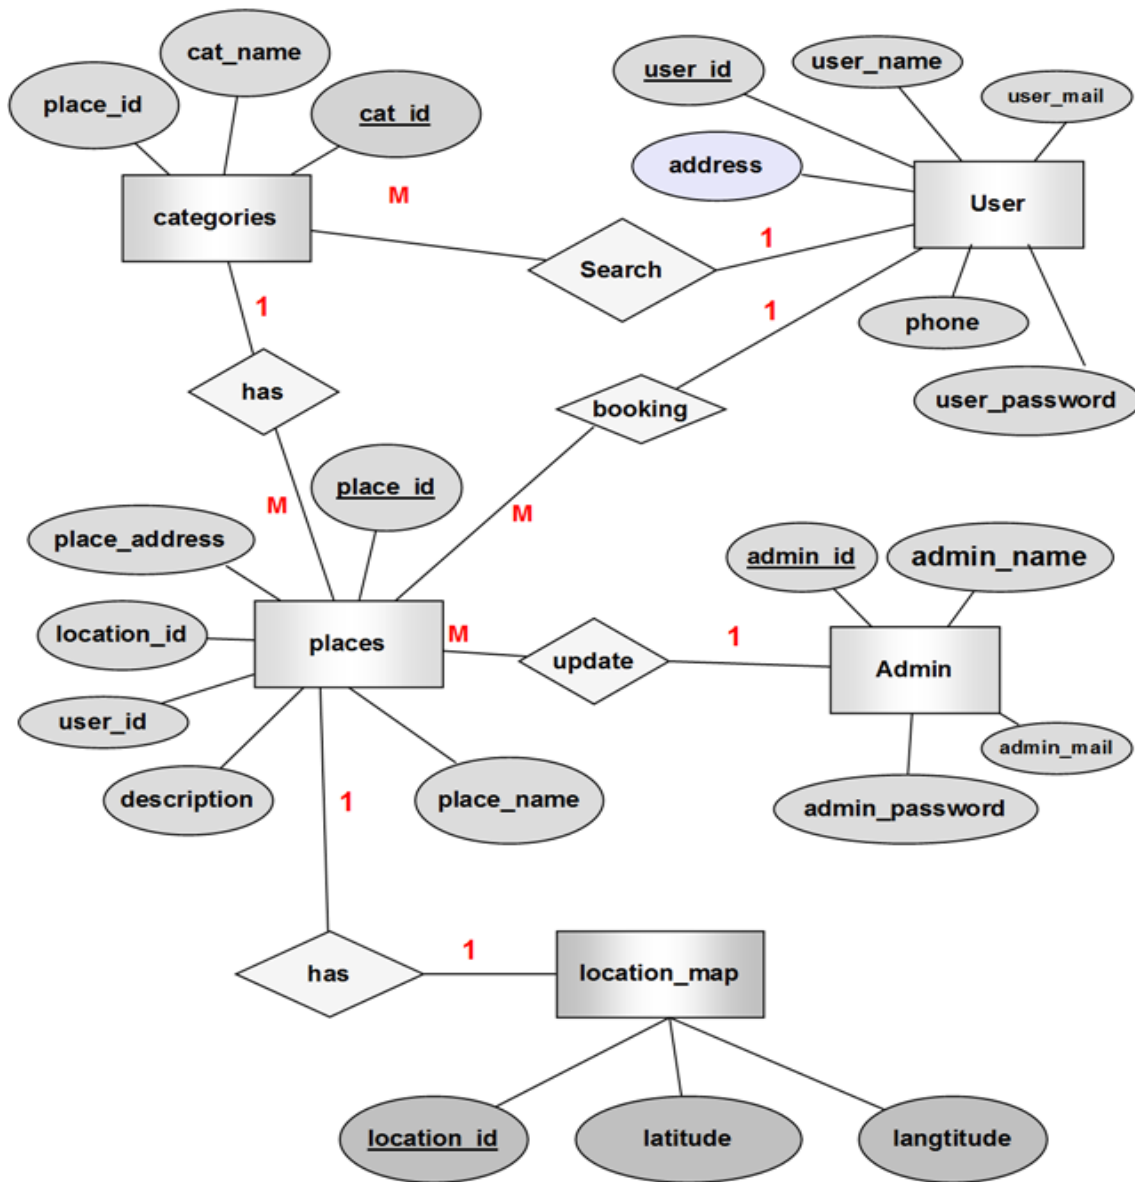 cat_name
user_name
user_id
user_mail
place_id
cat_id
address
M
categories
User
1
Search
1
1
phone
has
booking
user_password
place_id
M
M
place_address
admin_id
admin_name
location_id
M
1
places
update
Admin
user_id
admin_mail
description
place_name
1
admin_password
1
has
location_map
location_id
latitude
langtitude